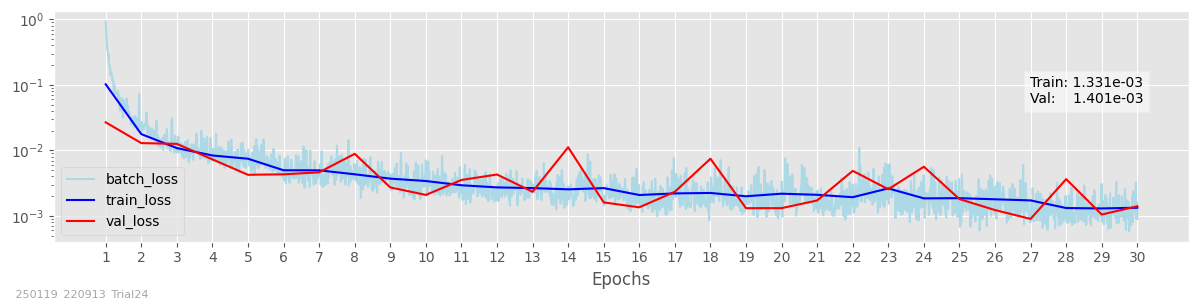 10⁰
10⁻¹
10⁻²
10⁻³
Train: 1.331e-03
Val: 1.401e-03
batch_loss
train_loss
val_loss
1 2 3 4 5 6 7 8 9 10 11 12 13 14 15 16 17 18 19 20 21 22 23 24 25 26 27 28 29 30
Epochs
250119_220913_Trial24